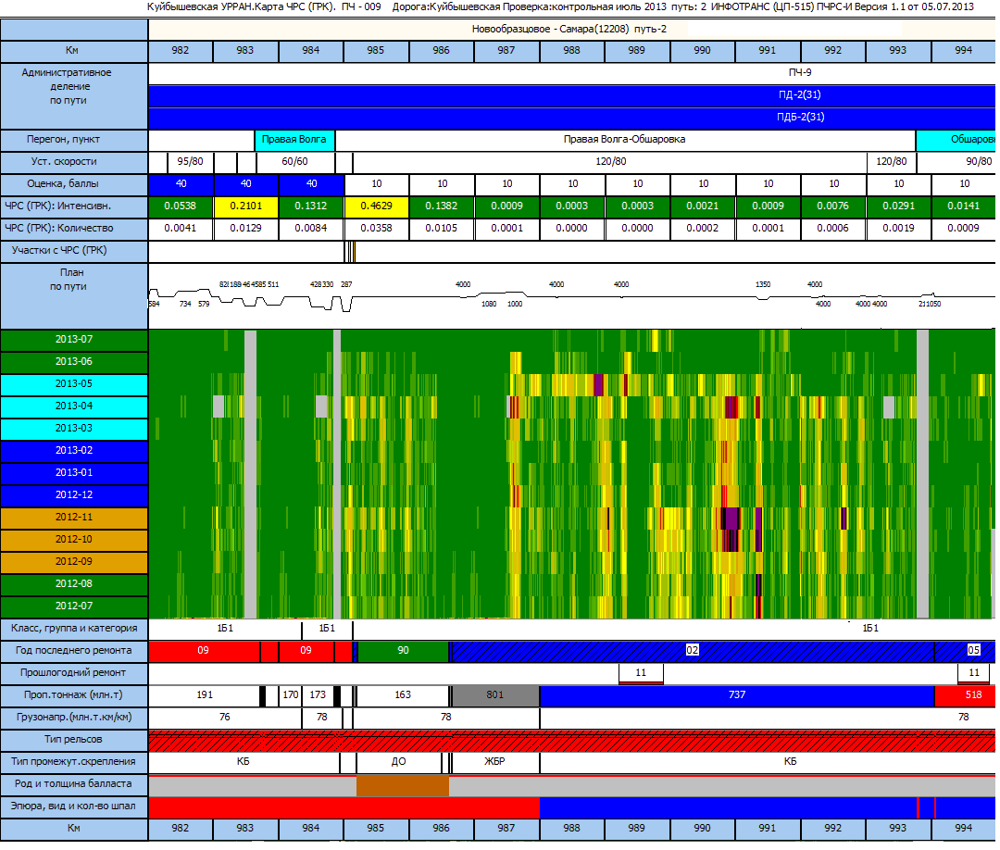 Куйбышевская УРРАН.Карта ЧРС (ГРК). ПЧ - 009 Дорога:Куйбышевская Проверка:контрольная июль 2013 путь: 2 ИНФОТРАНС (ЦП-515) ПЧРС-И Версия 1.1 от 05.07.2013
Новообразцовое - Самара(12208) путь-2
Км 982 983 984 985 986 987 988 989 990 991 992 993 994
Административное
деление
по пути
ПЧ-9
ПД-2(31)
ПДБ-2(31)
Перегон, пункт Правая Волга Правая Волга-Обшаровка Обшаров
Уст. скорости 95/80 60/60 120/80 120/80 90/80
Оценка, баллы 40 40 40 10 10 10 10 10 10 10 10 10 10
ЧРС (ГРК): Интенсивн. 0.0538 0.2101 0.1312 0.4629 0.1382 0.0009 0.0003 0.0003 0.0021 0.0009 0.0076 0.0291 0.0141
ЧРС (ГРК): Количество 0.0041 0.0129 0.0084 0.0358 0.0105 0.0001 0.0000 0.0000 0.0002 0.0001 0.0006 0.0019 0.0009
Участки с ЧРС (ГРК)
План
по пути
4585 511 428 330 287 4000 4000 4000 1350 4000
584 734 579 1080 1000 4000 4000 4000
2013-07
2013-06
2013-05
2013-04
2013-03
2013-02
2013-01
2012-12
2012-11
2012-10
2012-09
2012-08
2012-07
Класс, группа и категория 1Б1 1Б1 1Б1
Год последнего ремонта 09 09 90 02 05
Прошлогодний ремонт 11 11
Проп.тоннаж (млн.т) 191 170 173 163 801 737 518
Грузонапр.(млн.т.км/км) 76 78 78 78
Тип рельсов
Тип промежут.скрепления КБ ДО ЖБР КБ
Род и толщина балласта
Эпюра, вид и кол-во шпал
Км 982 983 984 985 986 987 988 989 990 991 992 993 994